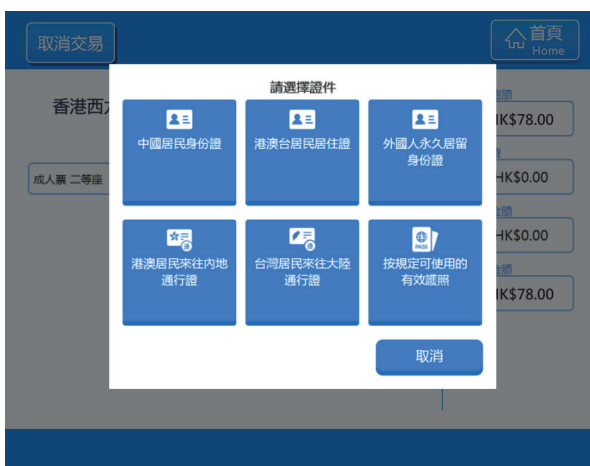 取消交易
首頁
Home
請選擇證件
香港西
中國居民身份證
港澳台居民居住證
外國人永久居留
身份證
HK$78.00
成人票 二等座
HK$0.00
港澳居民來往內地
通行證
台灣居民來往大陸
通行證
PASS
按規定可使用的
有效護照
HK$0.00
HK$78.00
取消